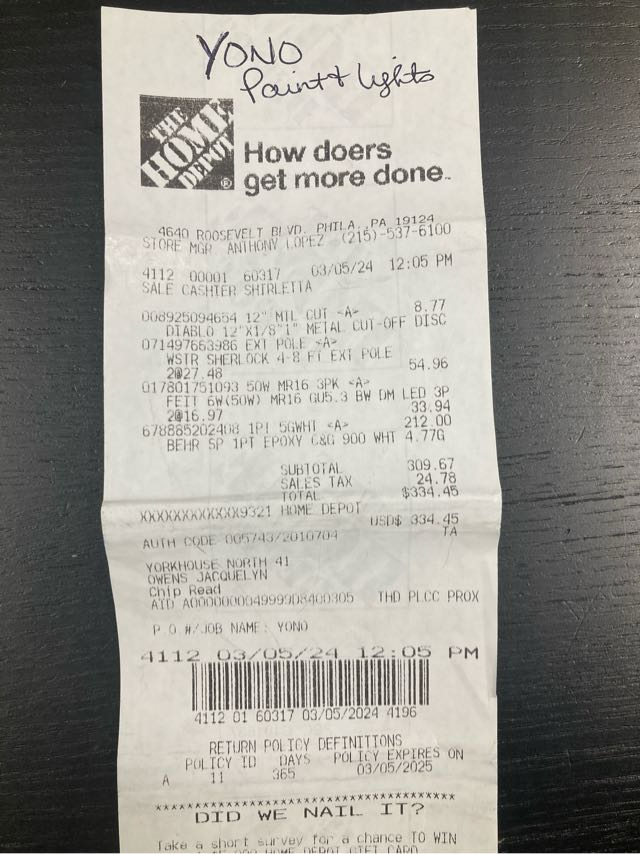 YONO
Paint & lights
THE
HOME
DEPOT
How doers
get more done.
4640 ROOSEVELT BLVD. PHILA.,PA 19124
STORE MGR ANTHONY LOPEZ (215)-537-6100
4112 00001 60317 03/05/24 12:05 PM
SALE CASHIER SHIRLETTA
008925094654 12" MTL CUT <A> 8.77
DIABLO 12"X1/8"1" METAL CUT-OFF DISC
071497663986 EXT POLE <A>
WSTR SHERLOCK 4-8 FT EXT POLE
2@27.48 54.96
017801751093 50W MR16 3PK <A>
FEIT 6W(50W) MR16 GU5.3 BW DM LED 3P
2@16.97 33.94
678885202408 1P1 5GWHT <A> 212.00
BEHR SP 1PT EPOXY C&G 900 WHT 4.77G
SUBTOTAL 309.67
SALES TAX 24.78
TOTAL $334.45
XXXXXXXXXXXX9321 HOME DEPOT
USD$ 334.45
AUTH CODE 005743/2010704 TA
YORKHOUSE NORTH 41
OWENS JACQUELYN
Chip Read
AID A0000000049999D8400305 THD PLCC PROX
P.O.#/JOB NAME: YONO
4112 03/05/24 12:05 PM
4112 01 60317 03/05/2024 4196
RETURN POLICY DEFINITIONS
POLICY ID DAYS POLICY EXPIRES ON
A 11 365 03/05/2025
****************************************
DID WE NAIL IT?
Take a short survey for a chance TO WIN
HOME DEPOT GIFT CARD